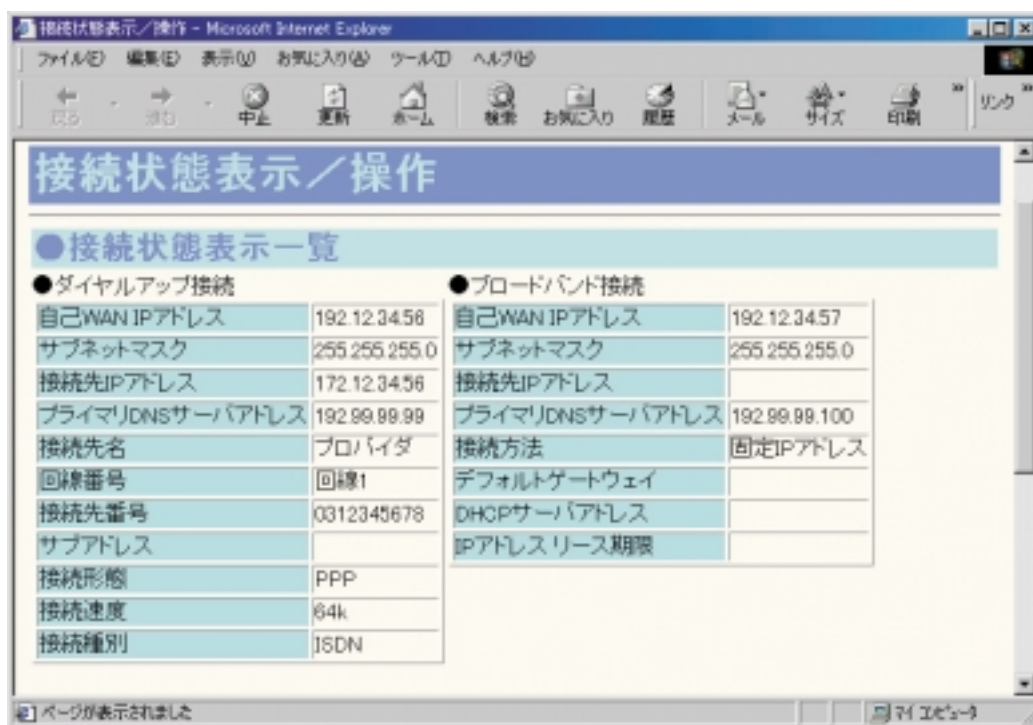 接続状態表示／操作 - Microsoft Internet Explorer
ファイル(F) 編集(E) 表示(V) お気に入り(A) ツール(T) ヘルプ(H)
戻る 進む 中止 更新 ホーム 検索 お気に入り 履歴 メール サイズ 印刷 » リンク »
接続状態表示／操作
●接続状態表示一覧
●ダイヤルアップ接続
自己WAN IPアドレス 192.12.34.56
サブネットマスク 255.255.255.0
接続先IPアドレス 172.12.34.56
プライマリDNSサーバアドレス 192.99.99.99
接続先名 プロバイダ
回線番号 回線1
接続先番号 0312345678
サブアドレス
接続形態 PPP
接続速度 64k
接続種別 ISDN
●ブロードバンド接続
自己WAN IPアドレス 192.12.34.57
サブネットマスク 255.255.255.0
接続先IPアドレス
プライマリDNSサーバアドレス 192.99.99.100
接続方法 固定IPアドレス
デフォルトゲートウェイ
DHCPサーバアドレス
IPアドレス リース期限
ページが表示されました マイ コンピュータ